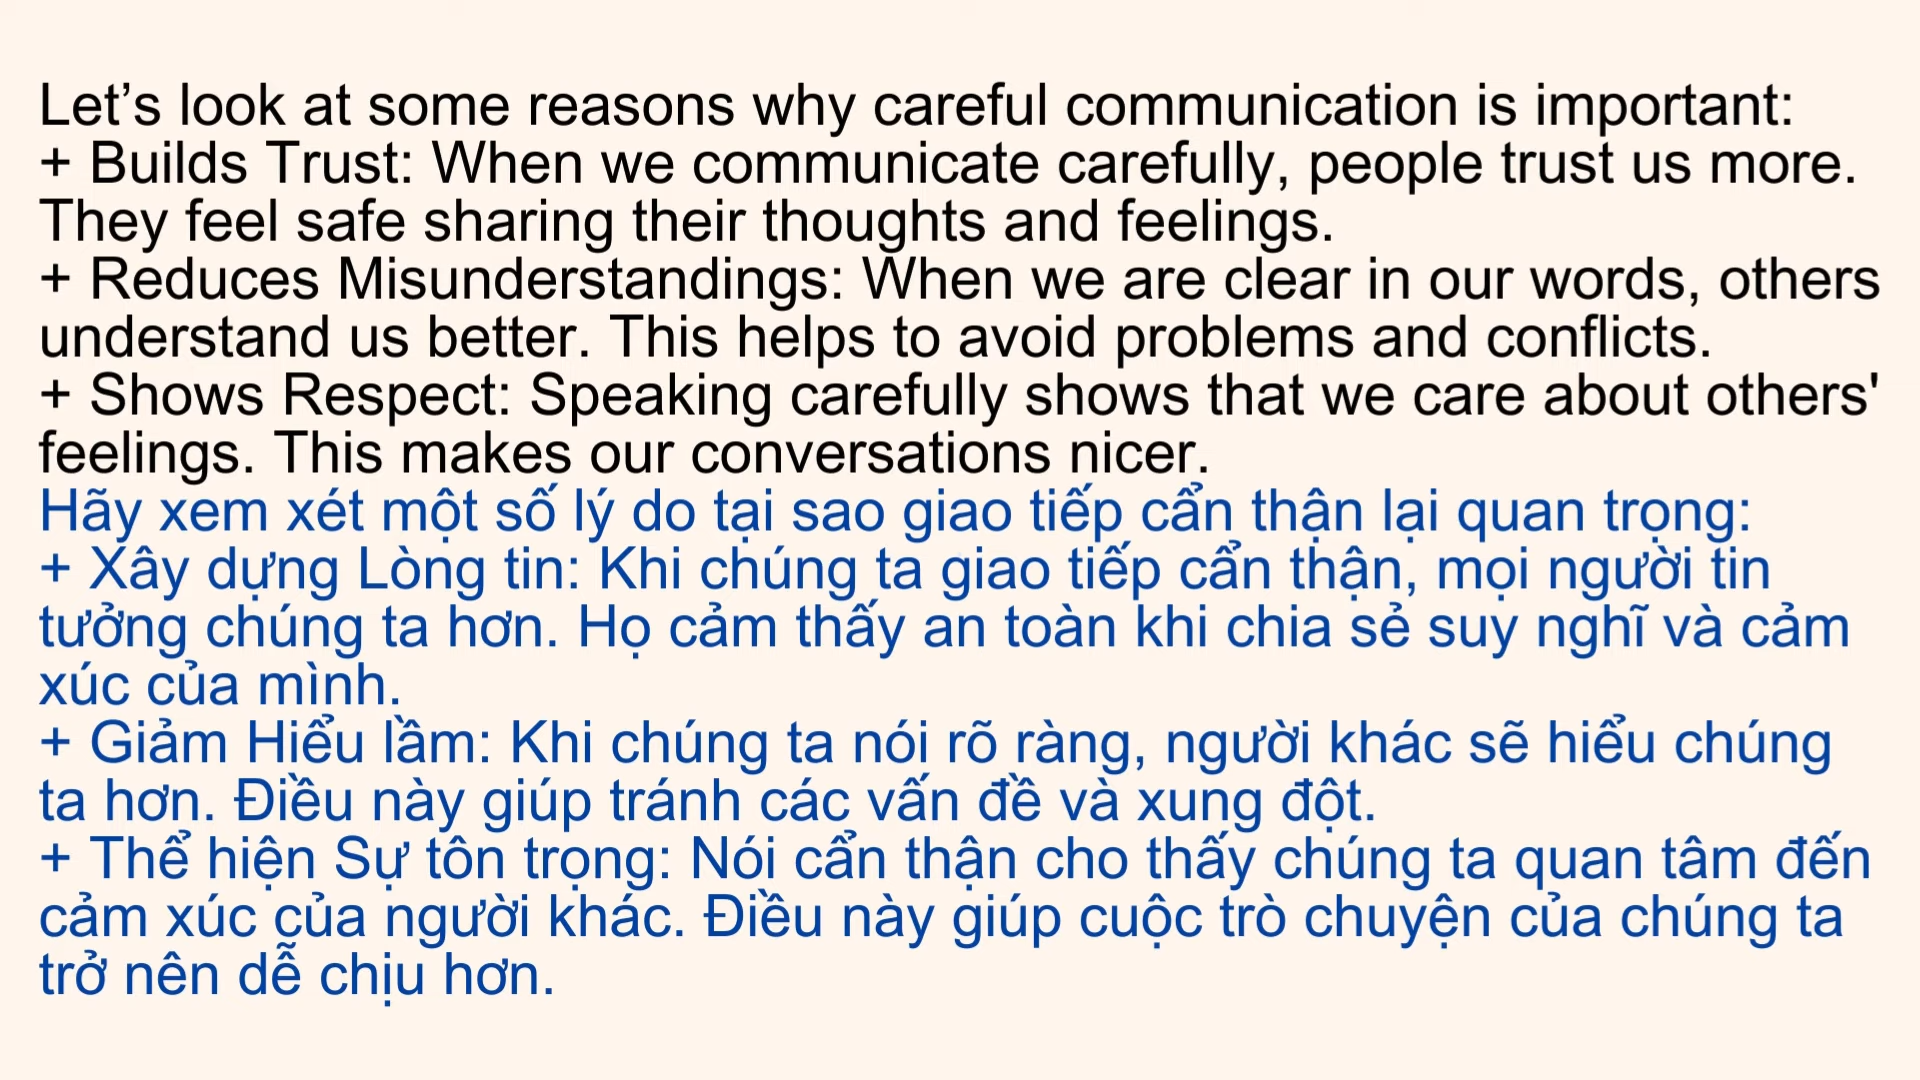 Let’s look at some reasons why careful communication is important:
+ Builds Trust: When we communicate carefully, people trust us more.
They feel safe sharing their thoughts and feelings.
+ Reduces Misunderstandings: When we are clear in our words, others
understand us better. This helps to avoid problems and conflicts.
+ Shows Respect: Speaking carefully shows that we care about others'
feelings. This makes our conversations nicer.
Hãy xem xét một số lý do tại sao giao tiếp cẩn thận lại quan trọng:
+ Xây dựng Lòng tin: Khi chúng ta giao tiếp cẩn thận, mọi người tin
tưởng chúng ta hơn. Họ cảm thấy an toàn khi chia sẻ suy nghĩ và cảm
xúc của mình.
+ Giảm Hiểu lầm: Khi chúng ta nói rõ ràng, người khác sẽ hiểu chúng
ta hơn. Điều này giúp tránh các vấn đề và xung đột.
+ Thể hiện Sự tôn trọng: Nói cẩn thận cho thấy chúng ta quan tâm đến
cảm xúc của người khác. Điều này giúp cuộc trò chuyện của chúng ta
trở nên dễ chịu hơn.